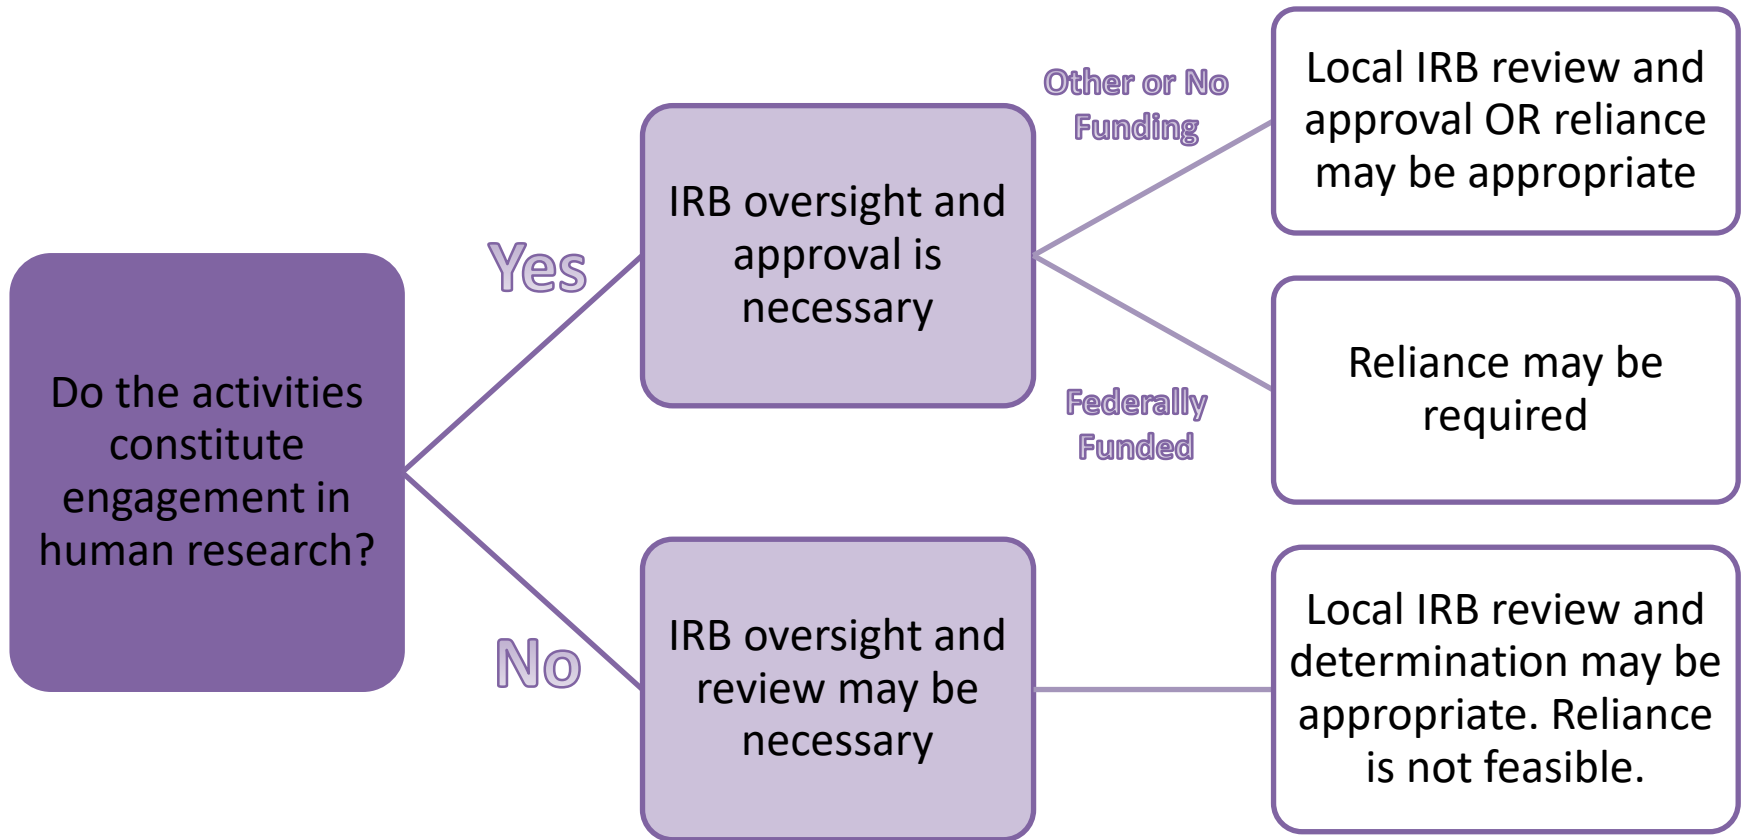 Do the activities
constitute
engagement in
human research?
Yes
IRB oversight and
approval is
necessary
Other or No
Funding
Local IRB review and
approval OR reliance
may be appropriate
Federally
Funded
Reliance may be
required
No
IRB oversight and
review may be
necessary
Local IRB review and
determination may be
appropriate. Reliance
is not feasible.